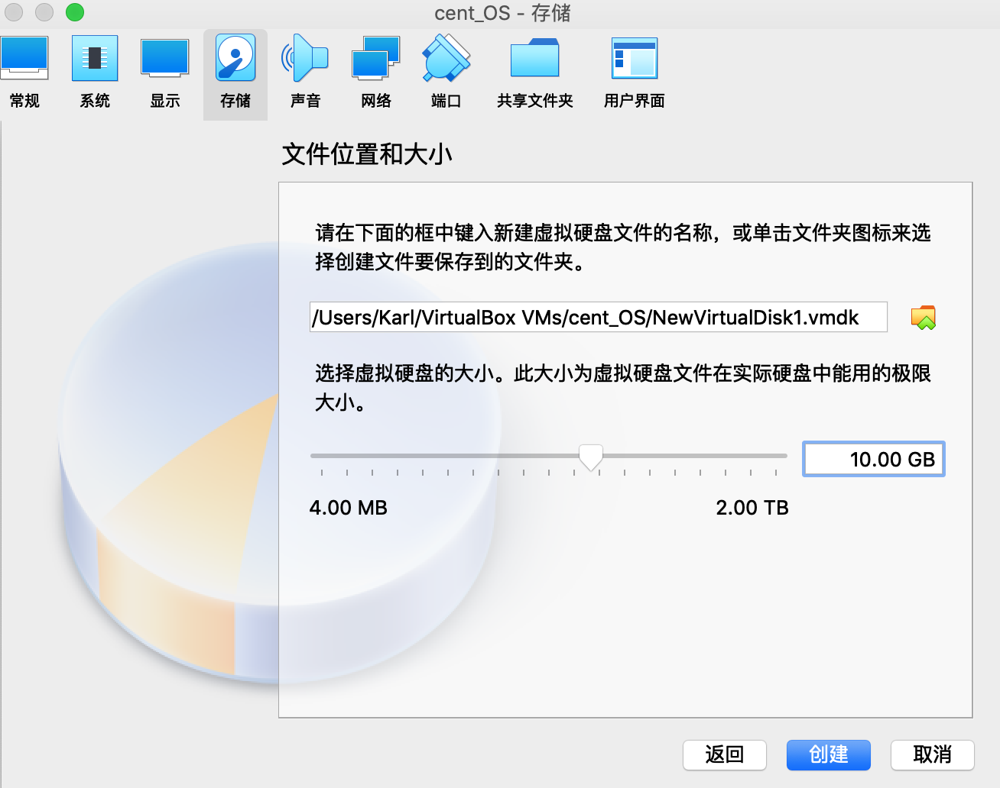 cent_OS - 存储
常规 系统 显示 存储 声音 网络 端口 共享文件夹 用户界面
文件位置和大小
请在下面的框中键入新建虚拟硬盘文件的名称，或单击文件夹图标来选
择创建文件要保存到的文件夹。
/Users/Karl/VirtualBox VMs/cent_OS/NewVirtualDisk1.vmdk
选择虚拟硬盘的大小。此大小为虚拟硬盘文件在实际硬盘中能用的极限
大小。
10.00 GB
4.00 MB 2.00 TB
返回 创建 取消